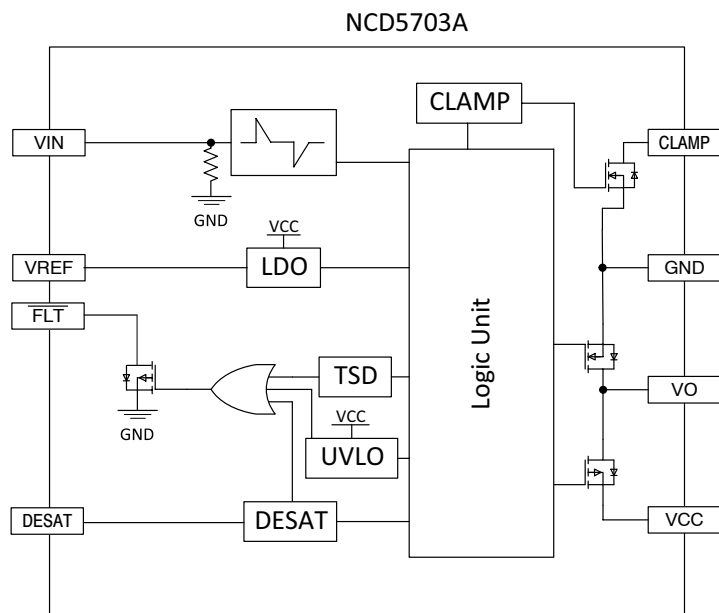 NCD5703A
CLAMP
VIN
CLAMP
GND
VCC
VREF
LDO
GND
FLT
Logic Unit
TSD
VO
GND
VCC
UVLO
DESAT
DESAT
VCC